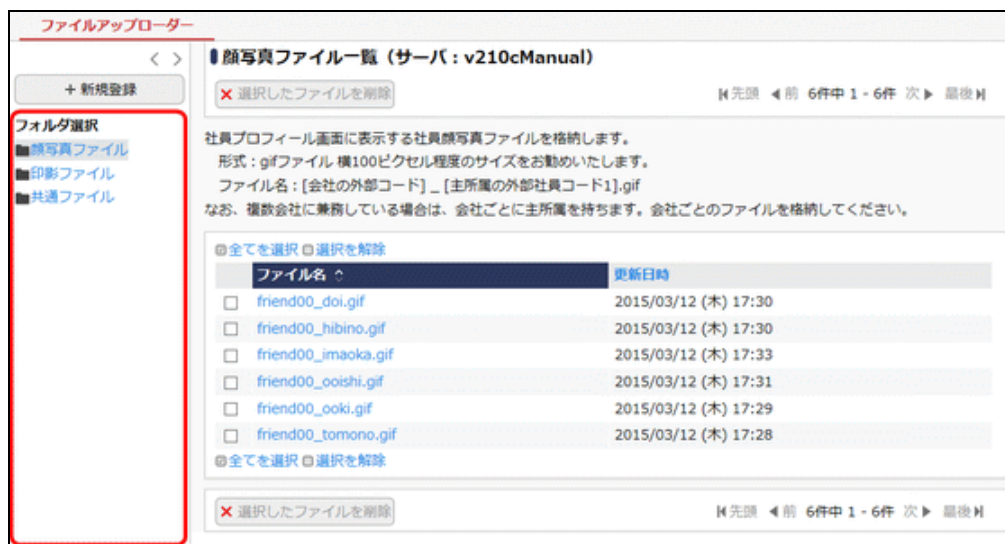 ファイルアップローダー
< >
+ 新規登録
フォルダ選択
顔写真ファイル
印影ファイル
共通ファイル
顔写真ファイル一覧（サーバ：v210cManual）
選択したファイルを削除
先頭 前 6件中 1 - 6件 次 最後
社員プロフィール画面に表示する社員顔写真ファイルを格納します。
形式：gifファイル 横100ピクセル程度のサイズをお勧めいたします。
ファイル名：[会社の外部コード] _ [主所属の外部社員コード1].gif
なお、複数会社に兼務している場合は、会社ごとに主所属を持ちます。会社ごとのファイルを格納してください。
全てを選択 選択を解除
ファイル名 更新日時
friend00_doi.gif 2015/03/12 (木) 17:30
friend00_hibino.gif 2015/03/12 (木) 17:30
friend00_imaoka.gif 2015/03/12 (木) 17:33
friend00_ooishi.gif 2015/03/12 (木) 17:31
friend00_ooki.gif 2015/03/12 (木) 17:29
friend00_tomono.gif 2015/03/12 (木) 17:28
全てを選択 選択を解除
選択したファイルを削除
先頭 前 6件中 1 - 6件 次 最後